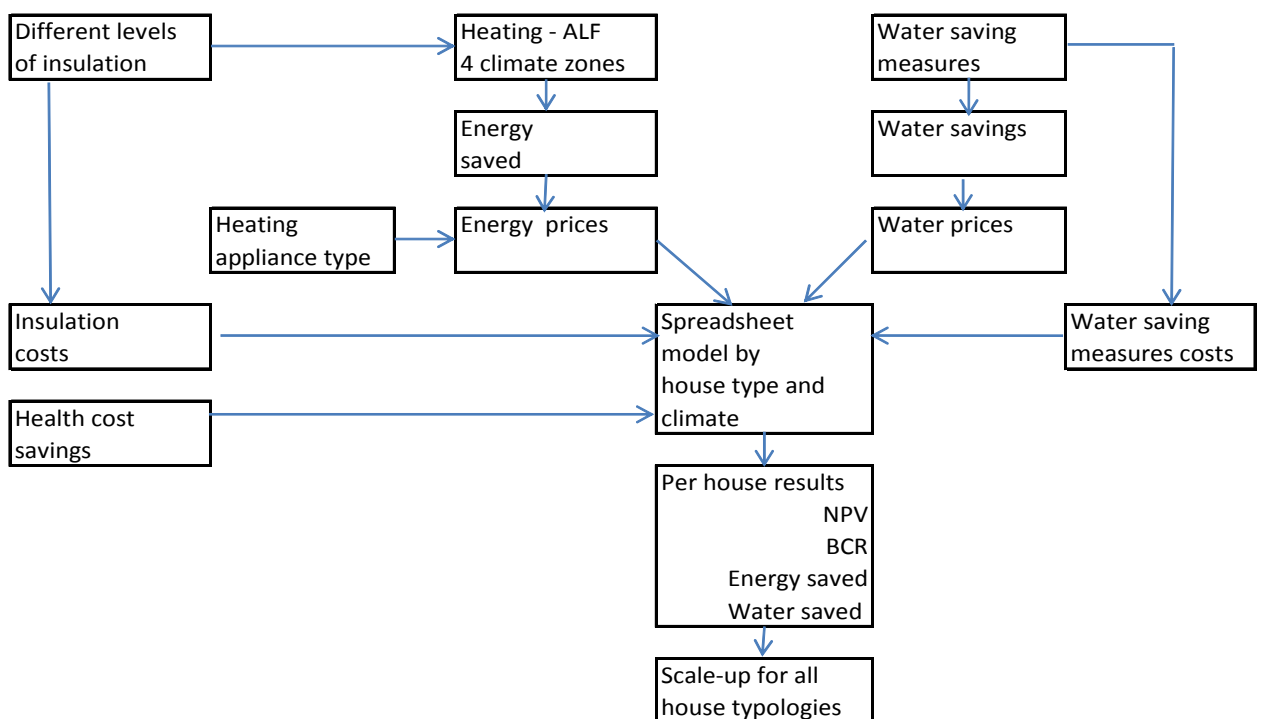 Different levels
of insulation
Heating - ALF
4 climate zones
Water saving
measures
Energy
saved
Water savings
Heating
appliance type
Energy prices
Water prices
Insulation
costs
Spreadsheet
model by
house type and
climate
Water saving
measures costs
Health cost
savings
Per house results
NPV
BCR
Energy saved
Water saved
Scale-up for all
house typologies